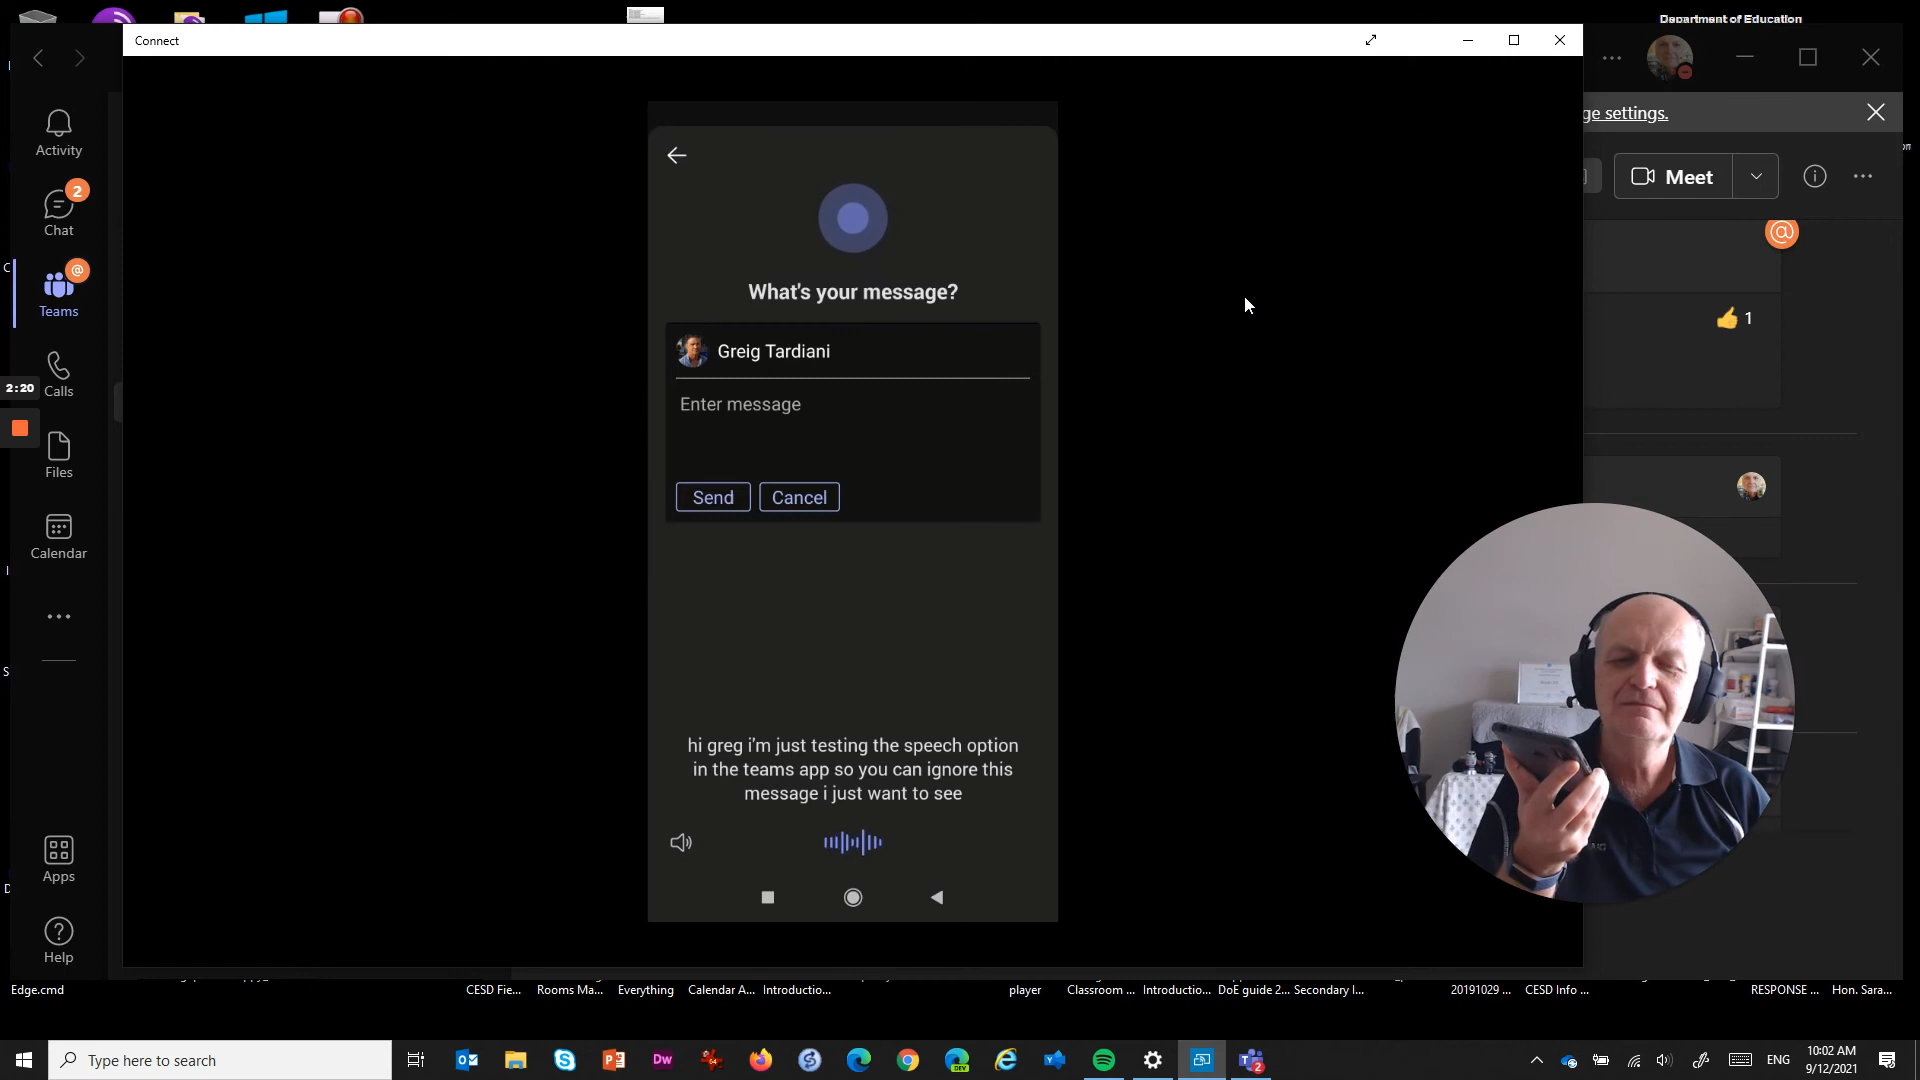 Department of Education
Connect
ge settings.
Activity
2
Chat
@
Teams
Meet
@
1
2:20
Calls
Files
Calendar
Apps
Help
What's your message?
Greig Tardiani
Enter message
Send
Cancel
hi greg i'm just testing the speech option
in the teams app so you can ignore this
message i just want to see
Edge.cmd
CESD Fie...
Rooms Ma...
Everything
Calendar A...
Introductio...
player
Classroom ...
Introductio...
DoE guide 2...
Secondary I...
20191029 ...
CESD Info ...
RESPONSE ...
Hon. Sara...
Type here to search
ENG
10:02 AM
9/12/2021